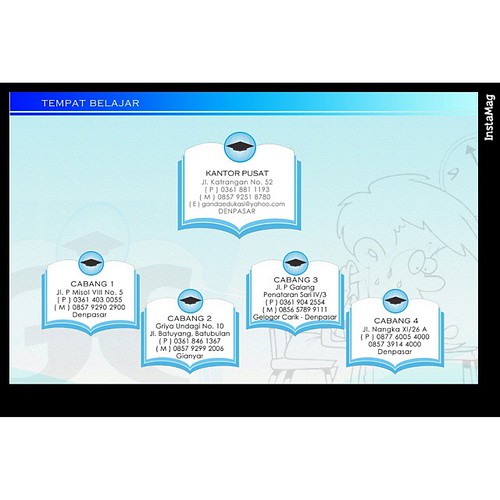 TEMPAT BELAJAR
InstaMag
KANTOR PUSAT
Jl. Katrangan No. 52
( P ) 0361 881 1193
( M ) 0857 9251 8780
( E ) gandaedukasi@yahoo.com
DENPASAR
CABANG 1
Jl. P Misol VIII No. 5
( P ) 0361 403 0055
( M ) 0857 9290 2900
Denpasar
CABANG 2
Griya Undagi No. 10
Jl. Batuyang, Batubulan
( P ) 0361 846 1367
( M ) 0857 9299 2006
Gianyar
CABANG 3
Jl. P Galang
Penataran Sari IV/3
( P ) 0361 904 2554
( M ) 0856 5789 9111
Gelogor Carik - Denpasar
CABANG 4
Jl. Nangka XI/26 A
( P ) 0877 6005 4000
0857 3914 4000
Denpasar